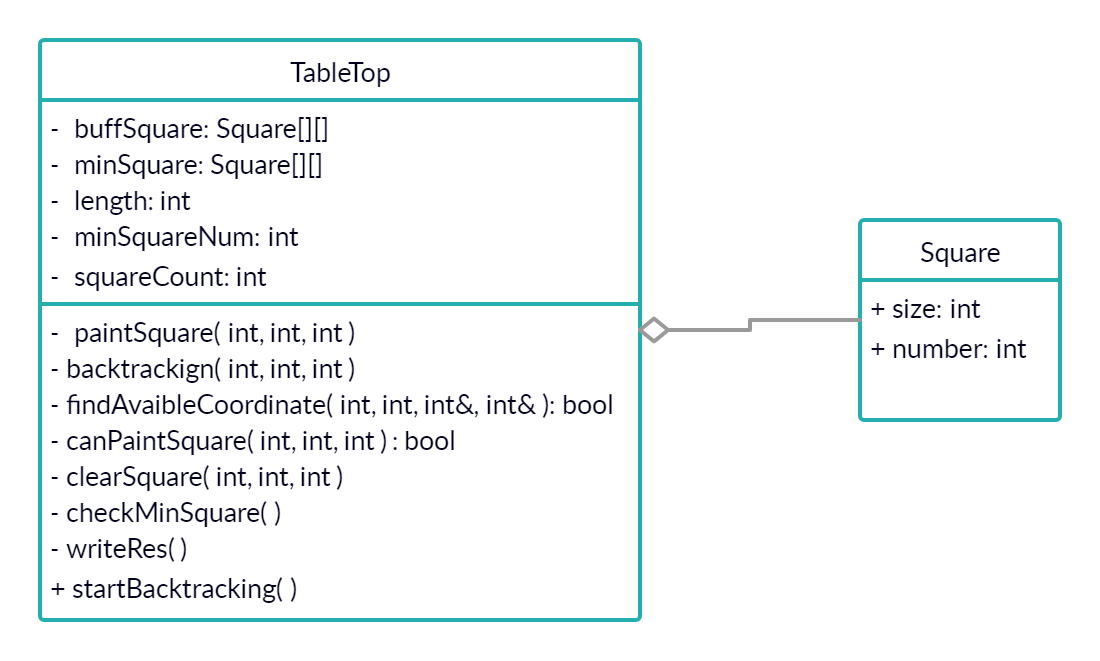 TableTop
- buffSquare: Square[][]
- minSquare: Square[][]
- length: int
- minSquareNum: int
- squareCount: int
- paintSquare( int, int, int )
- backtrackign( int, int, int )
- findAvaibleCoordinate( int, int, int&, int& ): bool
- canPaintSquare( int, int, int ) : bool
- clearSquare( int, int, int )
- checkMinSquare( )
- writeRes( )
+ startBacktracking( )
Square
+ size: int
+ number: int